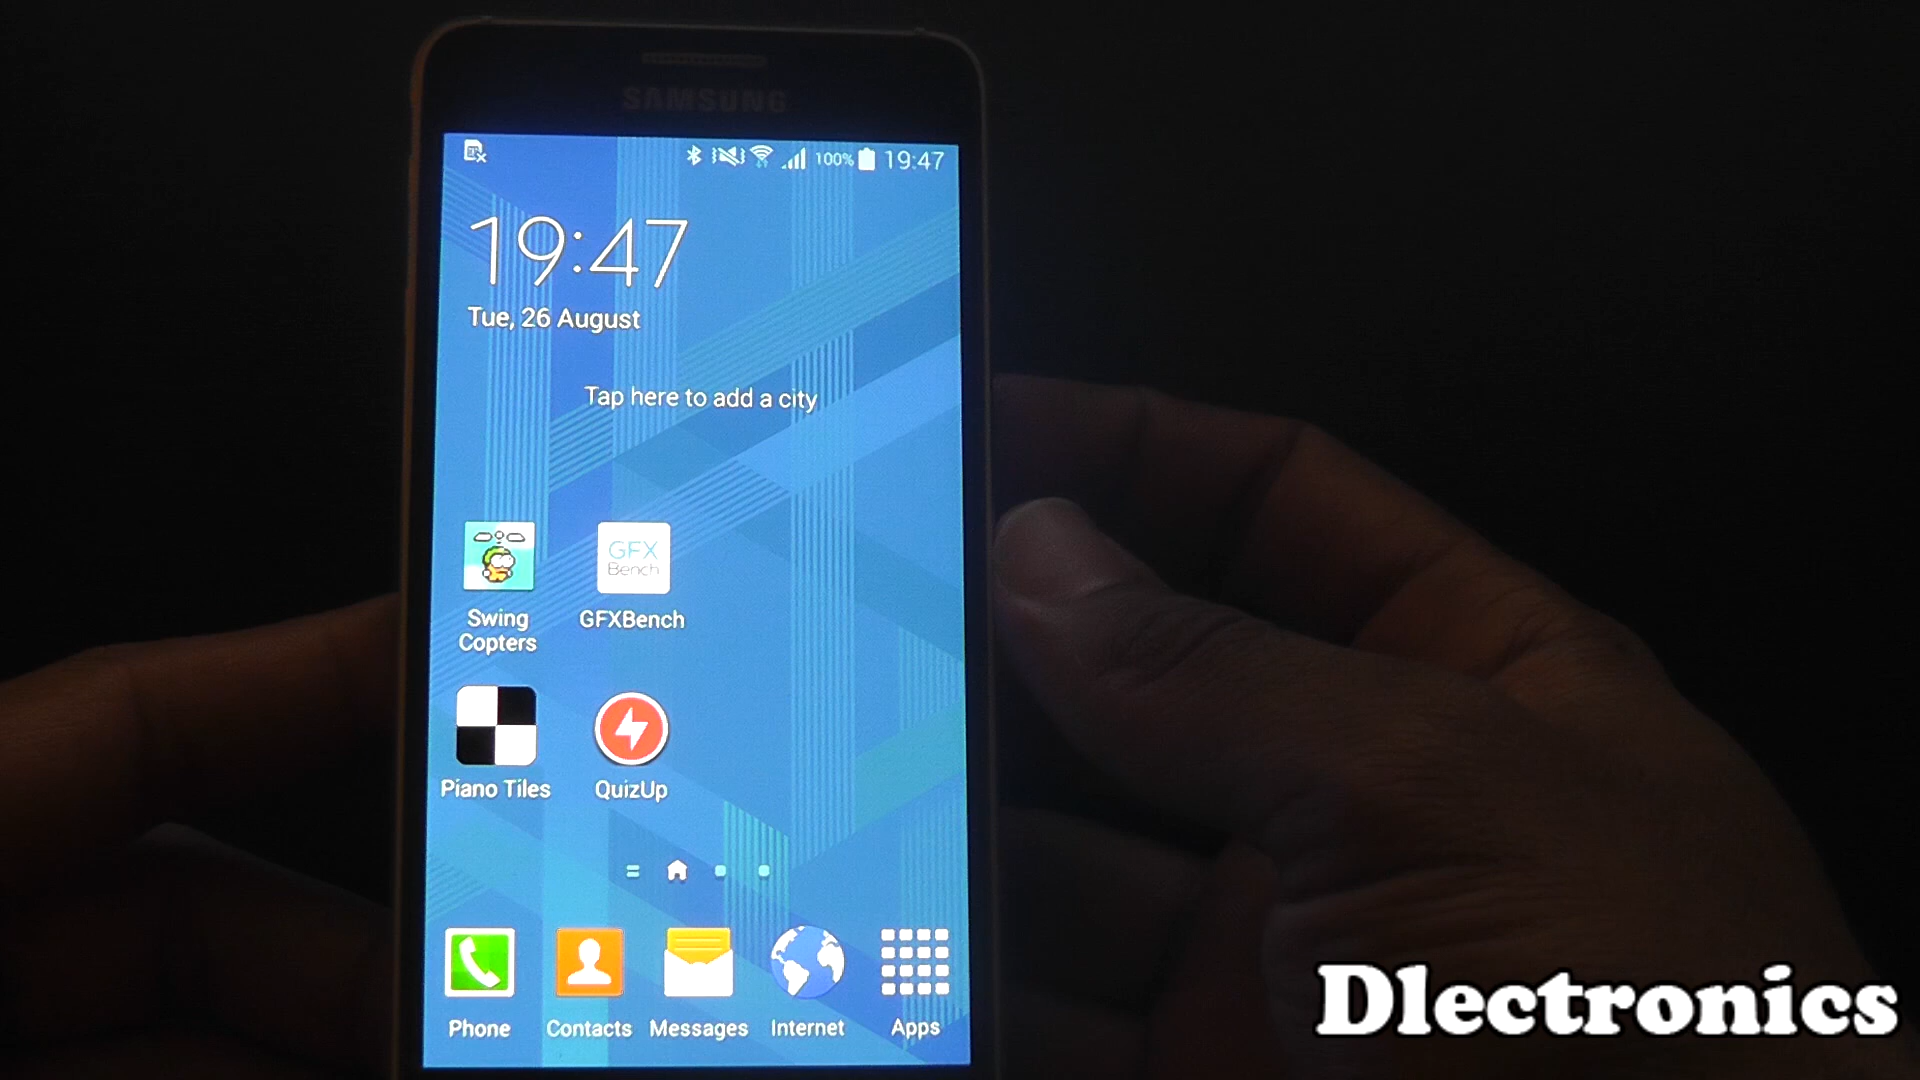 SAMSUNG
100% 19:47
19:47
Tue, 26 August
Tap here to add a city
GFX
Bench
Swing
Copters
GFXBench
Piano Tiles
QuizUp
Phone
Contacts
Messages
Internet
Apps
Dlectronics